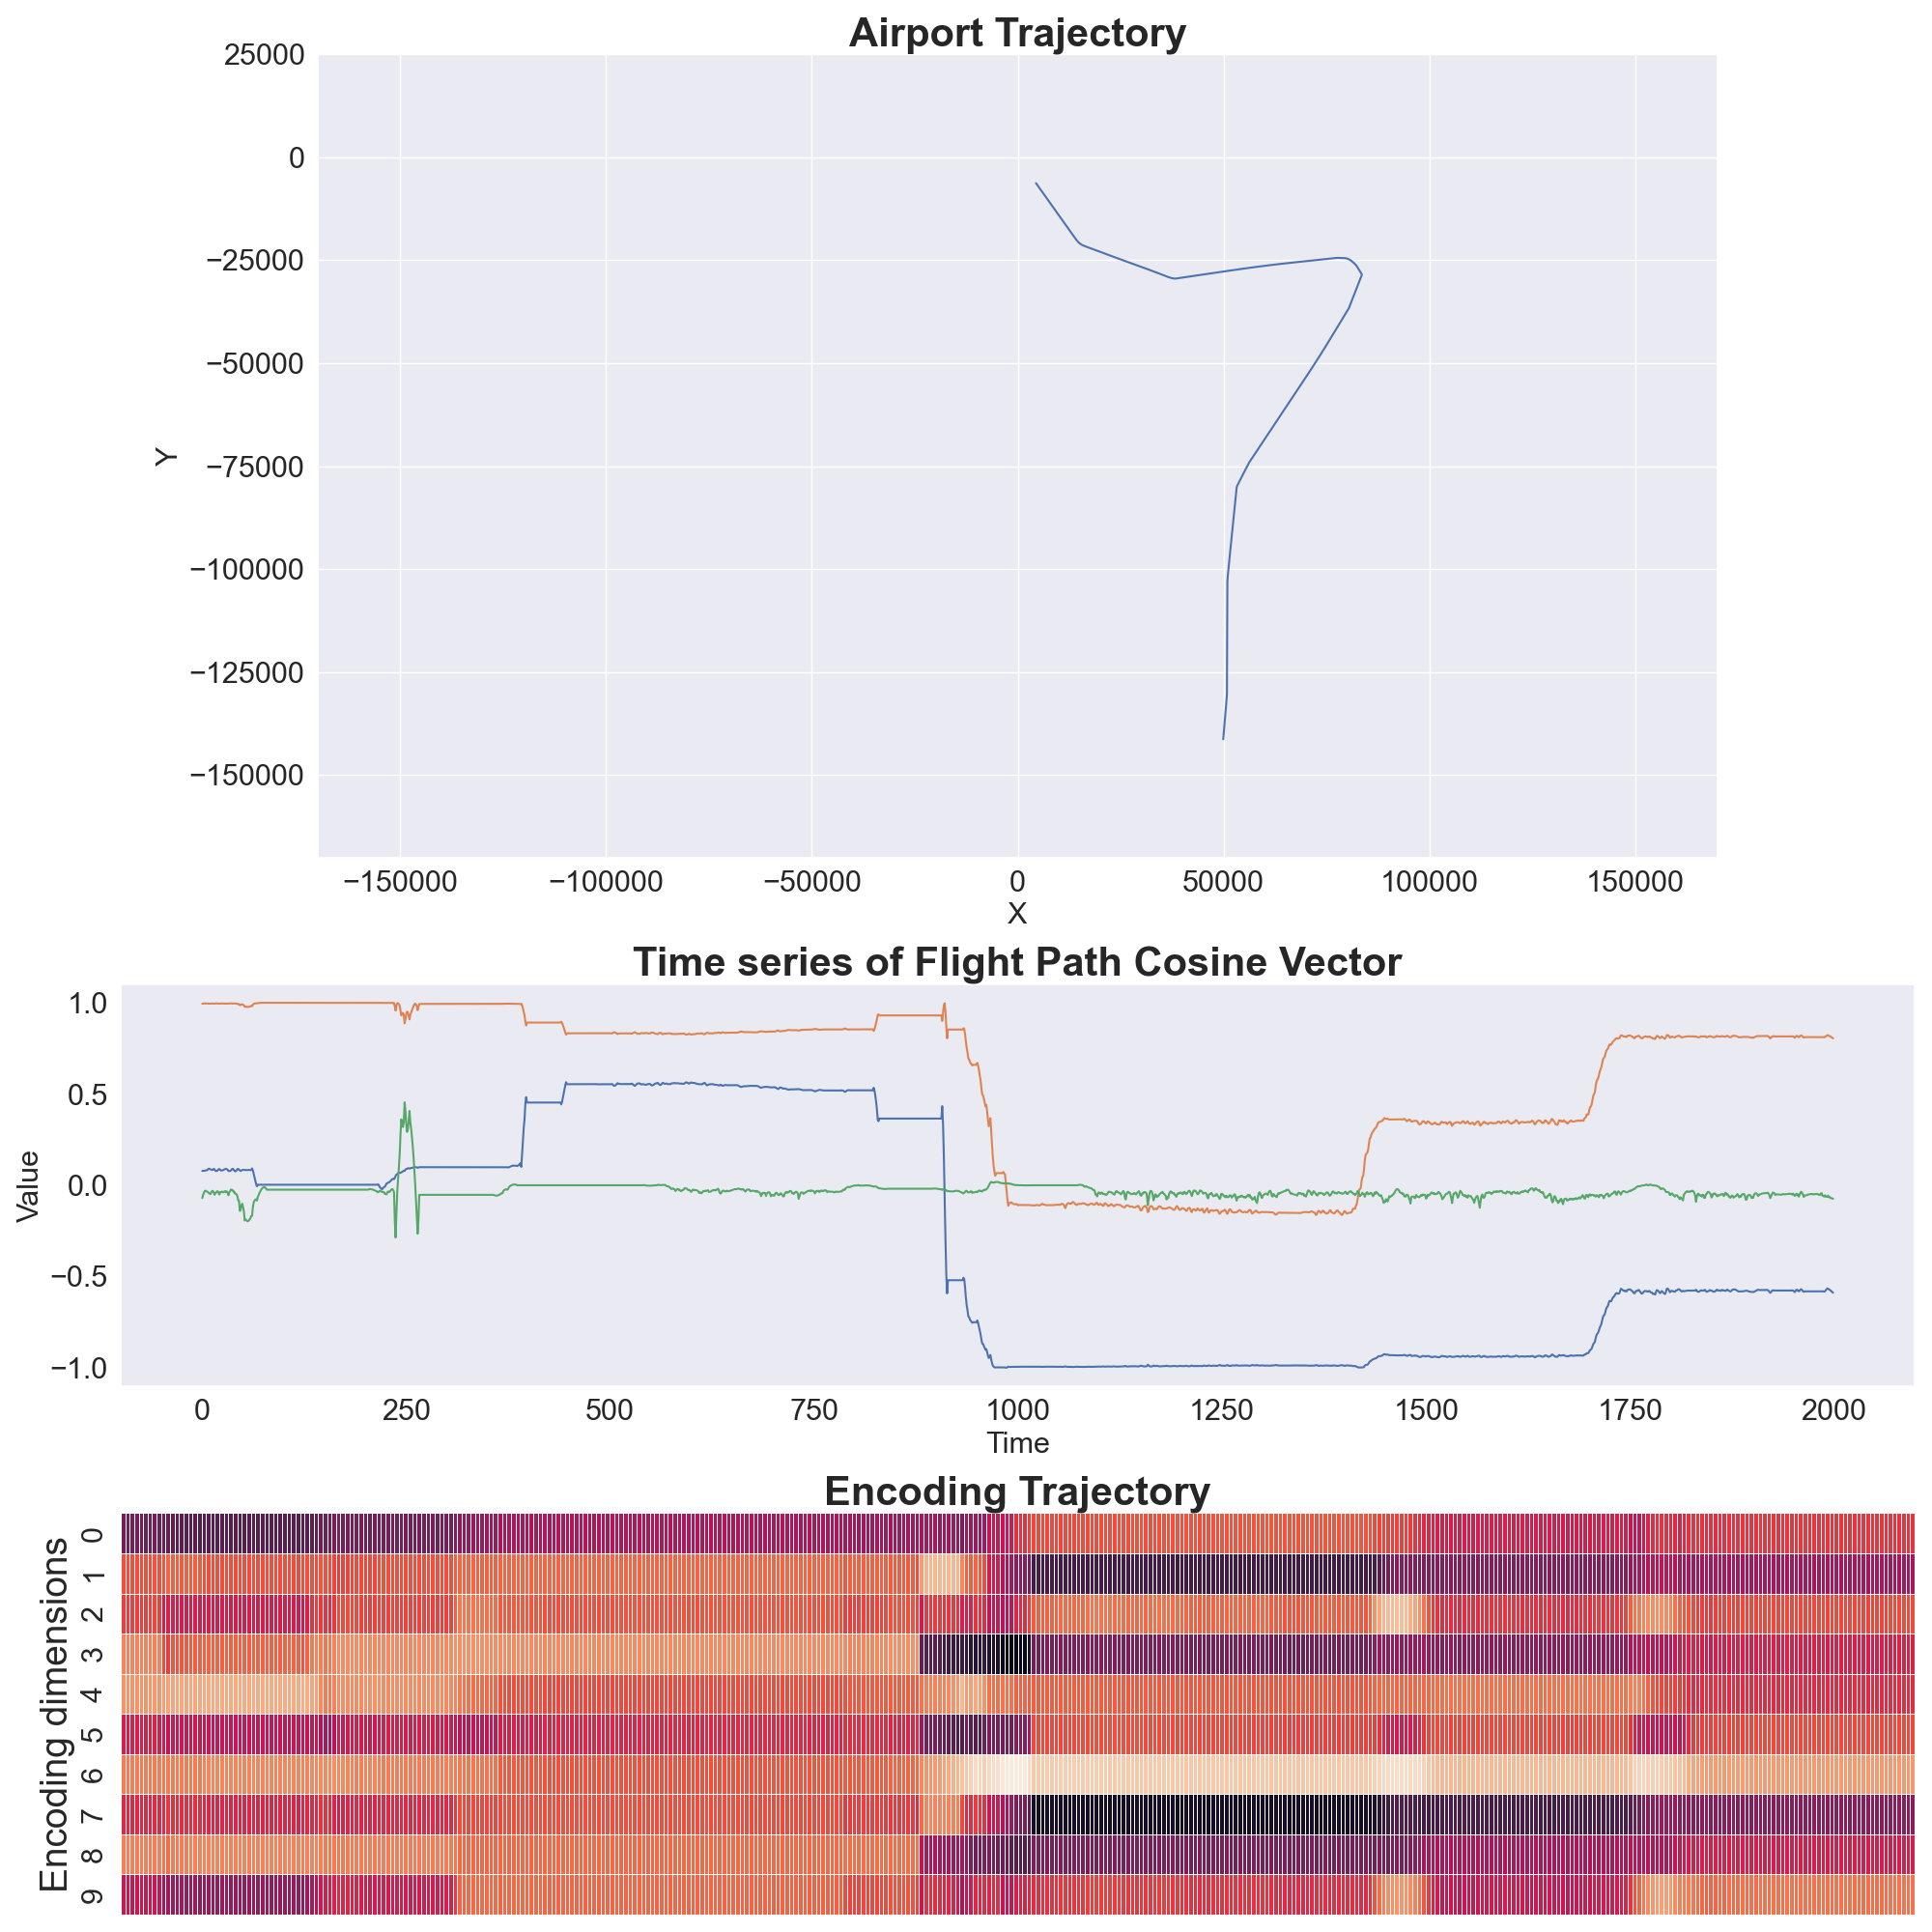 Airport Trajectory
25000
0
−25000
−50000
−75000
−100000
−125000
−150000
Y
−150000 −100000 −50000 0 50000 100000 150000
X
Time series of Flight Path Cosine Vector
1.0
0.5
0.0
−0.5
−1.0
Value
0 250 500 750 1000 1250 1500 1750 2000
Time
Encoding Trajectory
Encoding dimensions
0
1
2
3
4
5
6
7
8
9